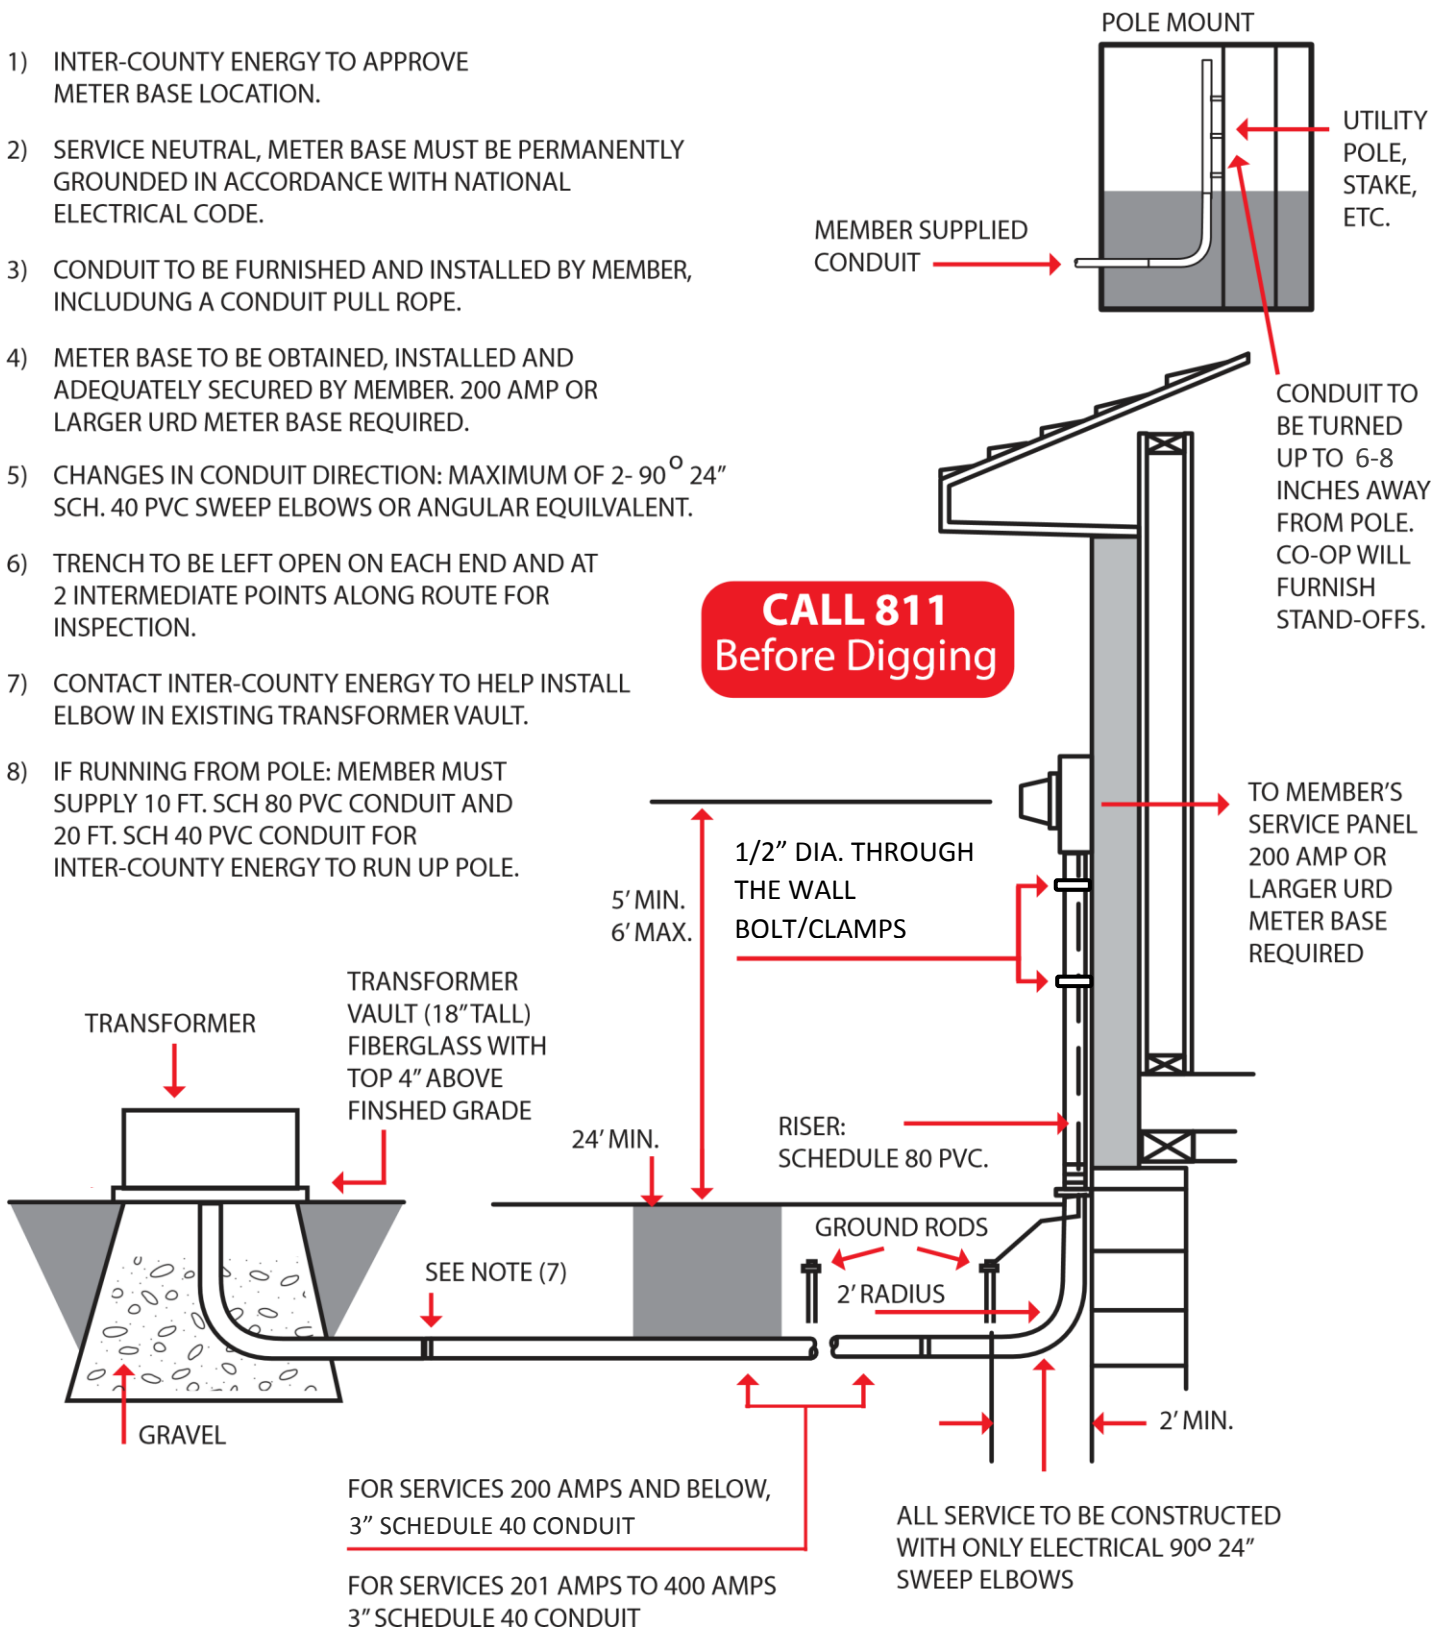 POLE MOUNT
1) INTER-COUNTY ENERGY TO APPROVE
METER BASE LOCATION.
2) SERVICE NEUTRAL, METER BASE MUST BE PERMANENTLY
GROUNDED IN ACCORDANCE WITH NATIONAL
ELECTRICAL CODE.
3) CONDUIT TO BE FURNISHED AND INSTALLED BY MEMBER,
INCLUDUNG A CONDUIT PULL ROPE.
4) METER BASE TO BE OBTAINED, INSTALLED AND
ADEQUATELY SECURED BY MEMBER. 200 AMP OR
LARGER URD METER BASE REQUIRED.
5) CHANGES IN CONDUIT DIRECTION: MAXIMUM OF 2- 90° 24”
SCH. 40 PVC SWEEP ELBOWS OR ANGULAR EQUILVALENT.
6) TRENCH TO BE LEFT OPEN ON EACH END AND AT
2 INTERMEDIATE POINTS ALONG ROUTE FOR
INSPECTION.
7) CONTACT INTER-COUNTY ENERGY TO HELP INSTALL
ELBOW IN EXISTING TRANSFORMER VAULT.
8) IF RUNNING FROM POLE: MEMBER MUST
SUPPLY 10 FT. SCH 80 PVC CONDUIT AND
20 FT. SCH 40 PVC CONDUIT FOR
INTER-COUNTY ENERGY TO RUN UP POLE.
UTILITY
POLE,
STAKE,
ETC.
MEMBER SUPPLIED
CONDUIT
CONDUIT TO
BE TURNED
UP TO 6-8
INCHES AWAY
FROM POLE.
CO-OP WILL
FURNISH
STAND-OFFS.
CALL 811
Before Digging
TO MEMBER’S
SERVICE PANEL
200 AMP OR
LARGER URD
METER BASE
REQUIRED
1/2” DIA. THROUGH
THE WALL
BOLT/CLAMPS
5’ MIN.
6’ MAX.
TRANSFORMER
TRANSFORMER
VAULT (18” TALL)
FIBERGLASS WITH
TOP 4” ABOVE
FINSHED GRADE
24’ MIN.
RISER:
SCHEDULE 80 PVC.
GROUND RODS
SEE NOTE (7)
2’ RADIUS
GRAVEL
2’ MIN.
FOR SERVICES 200 AMPS AND BELOW,
3” SCHEDULE 40 CONDUIT
FOR SERVICES 201 AMPS TO 400 AMPS
3” SCHEDULE 40 CONDUIT
ALL SERVICE TO BE CONSTRUCTED
WITH ONLY ELECTRICAL 90º 24”
SWEEP ELBOWS